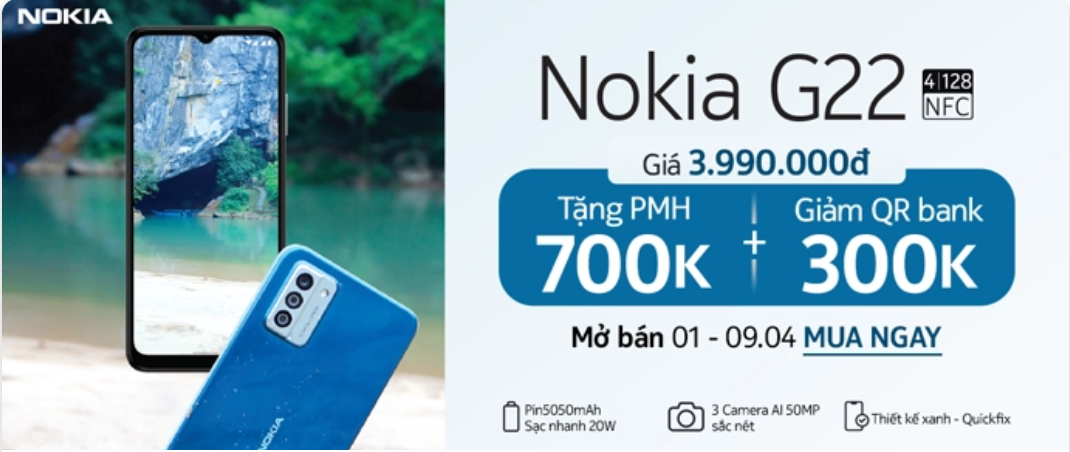 NOKIA
Nokia G22
4|128
NFC
Giá 3.990.000đ
Tặng PMH
700K
+
Giảm QR bank
300K
Mở bán 01 - 09.04 MUA NGAY
Pin5050mAh
Sạc nhanh 20W
3 Camera AI 50MP
sắc nét
Thiết kế xanh - Quickfix
NOKIA